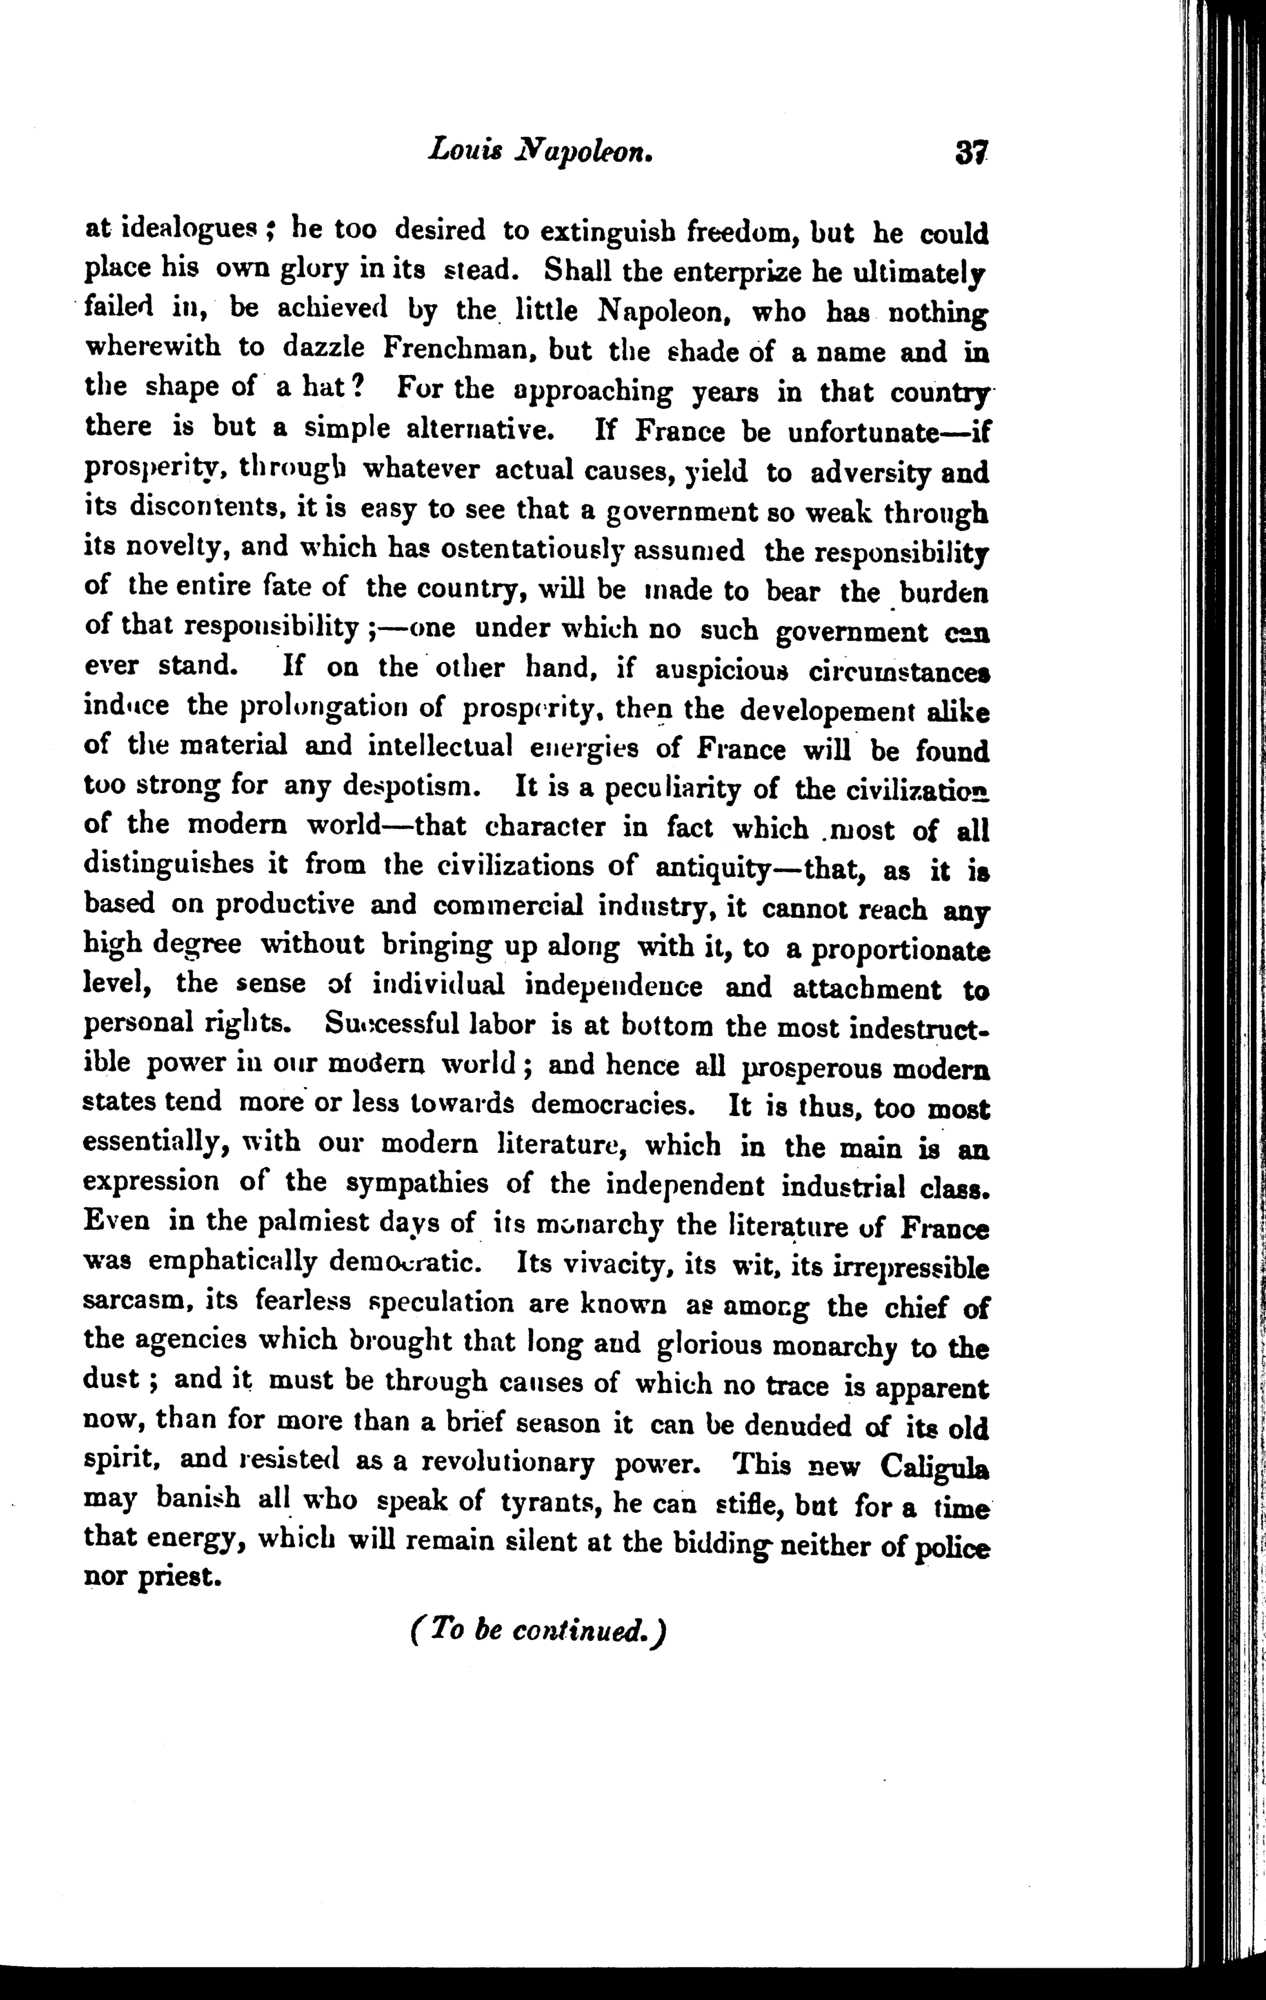 Louis Napoleon. 37
at idealogues; he too desired to extinguish freedom, but he could
place his own glory in its stead. Shall the enterprize he ultimately
failed in, be achieved by the little Napoleon, who has nothing
wherewith to dazzle Frenchman, but the shade of a name and in
the shape of a hat? For the approaching years in that country
there is but a simple alternative. If France be unfortunate—if
prosperity, through whatever actual causes, yield to adversity and
its discontents, it is easy to see that a government so weak through
its novelty, and which has ostentatiously assumed the responsibility
of the entire fate of the country, will be made to bear the burden
of that responsibility;—one under which no such government can
ever stand. If on the other hand, if auspicious circumstances
induce the prolongation of prosperity, then the developement alike
of the material and intellectual energies of France will be found
too strong for any despotism. It is a peculiarity of the civilization
of the modern world—that character in fact which most of all
distinguishes it from the civilizations of antiquity—that, as it is
based on productive and commercial industry, it cannot reach any
high degree without bringing up along with it, to a proportionate
level, the sense of individual independence and attachment to
personal rights. Successful labor is at bottom the most indestruct-
ible power in our modern world; and hence all prosperous modern
states tend more or less towards democracies. It is thus, too most
essentially, with our modern literature, which in the main is an
expression of the sympathies of the independent industrial class.
Even in the palmiest days of its monarchy the literature of France
was emphatically democratic. Its vivacity, its wit, its irrepressible
sarcasm, its fearless speculation are known as among the chief of
the agencies which brought that long and glorious monarchy to the
dust; and it must be through causes of which no trace is apparent
now, than for more than a brief season it can be denuded of its old
spirit, and resisted as a revolutionary power. This new Caligula
may banish all who speak of tyrants, he can stifle, but for a time
that energy, which will remain silent at the bidding neither of police
nor priest.
(To be continued.)